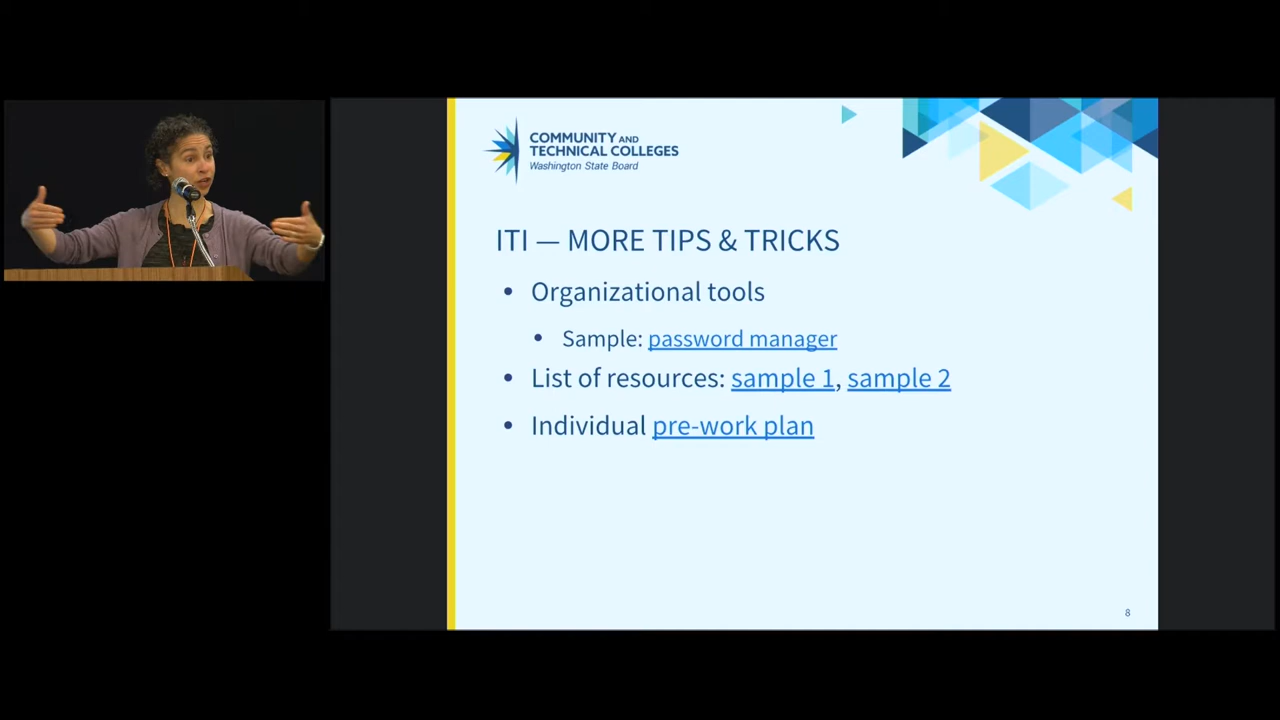 COMMUNITY AND
TECHNICAL COLLEGES
Washington State Board
ITI — MORE TIPS & TRICKS
• Organizational tools
• Sample: password manager
• List of resources: sample 1, sample 2
• Individual pre-work plan
8